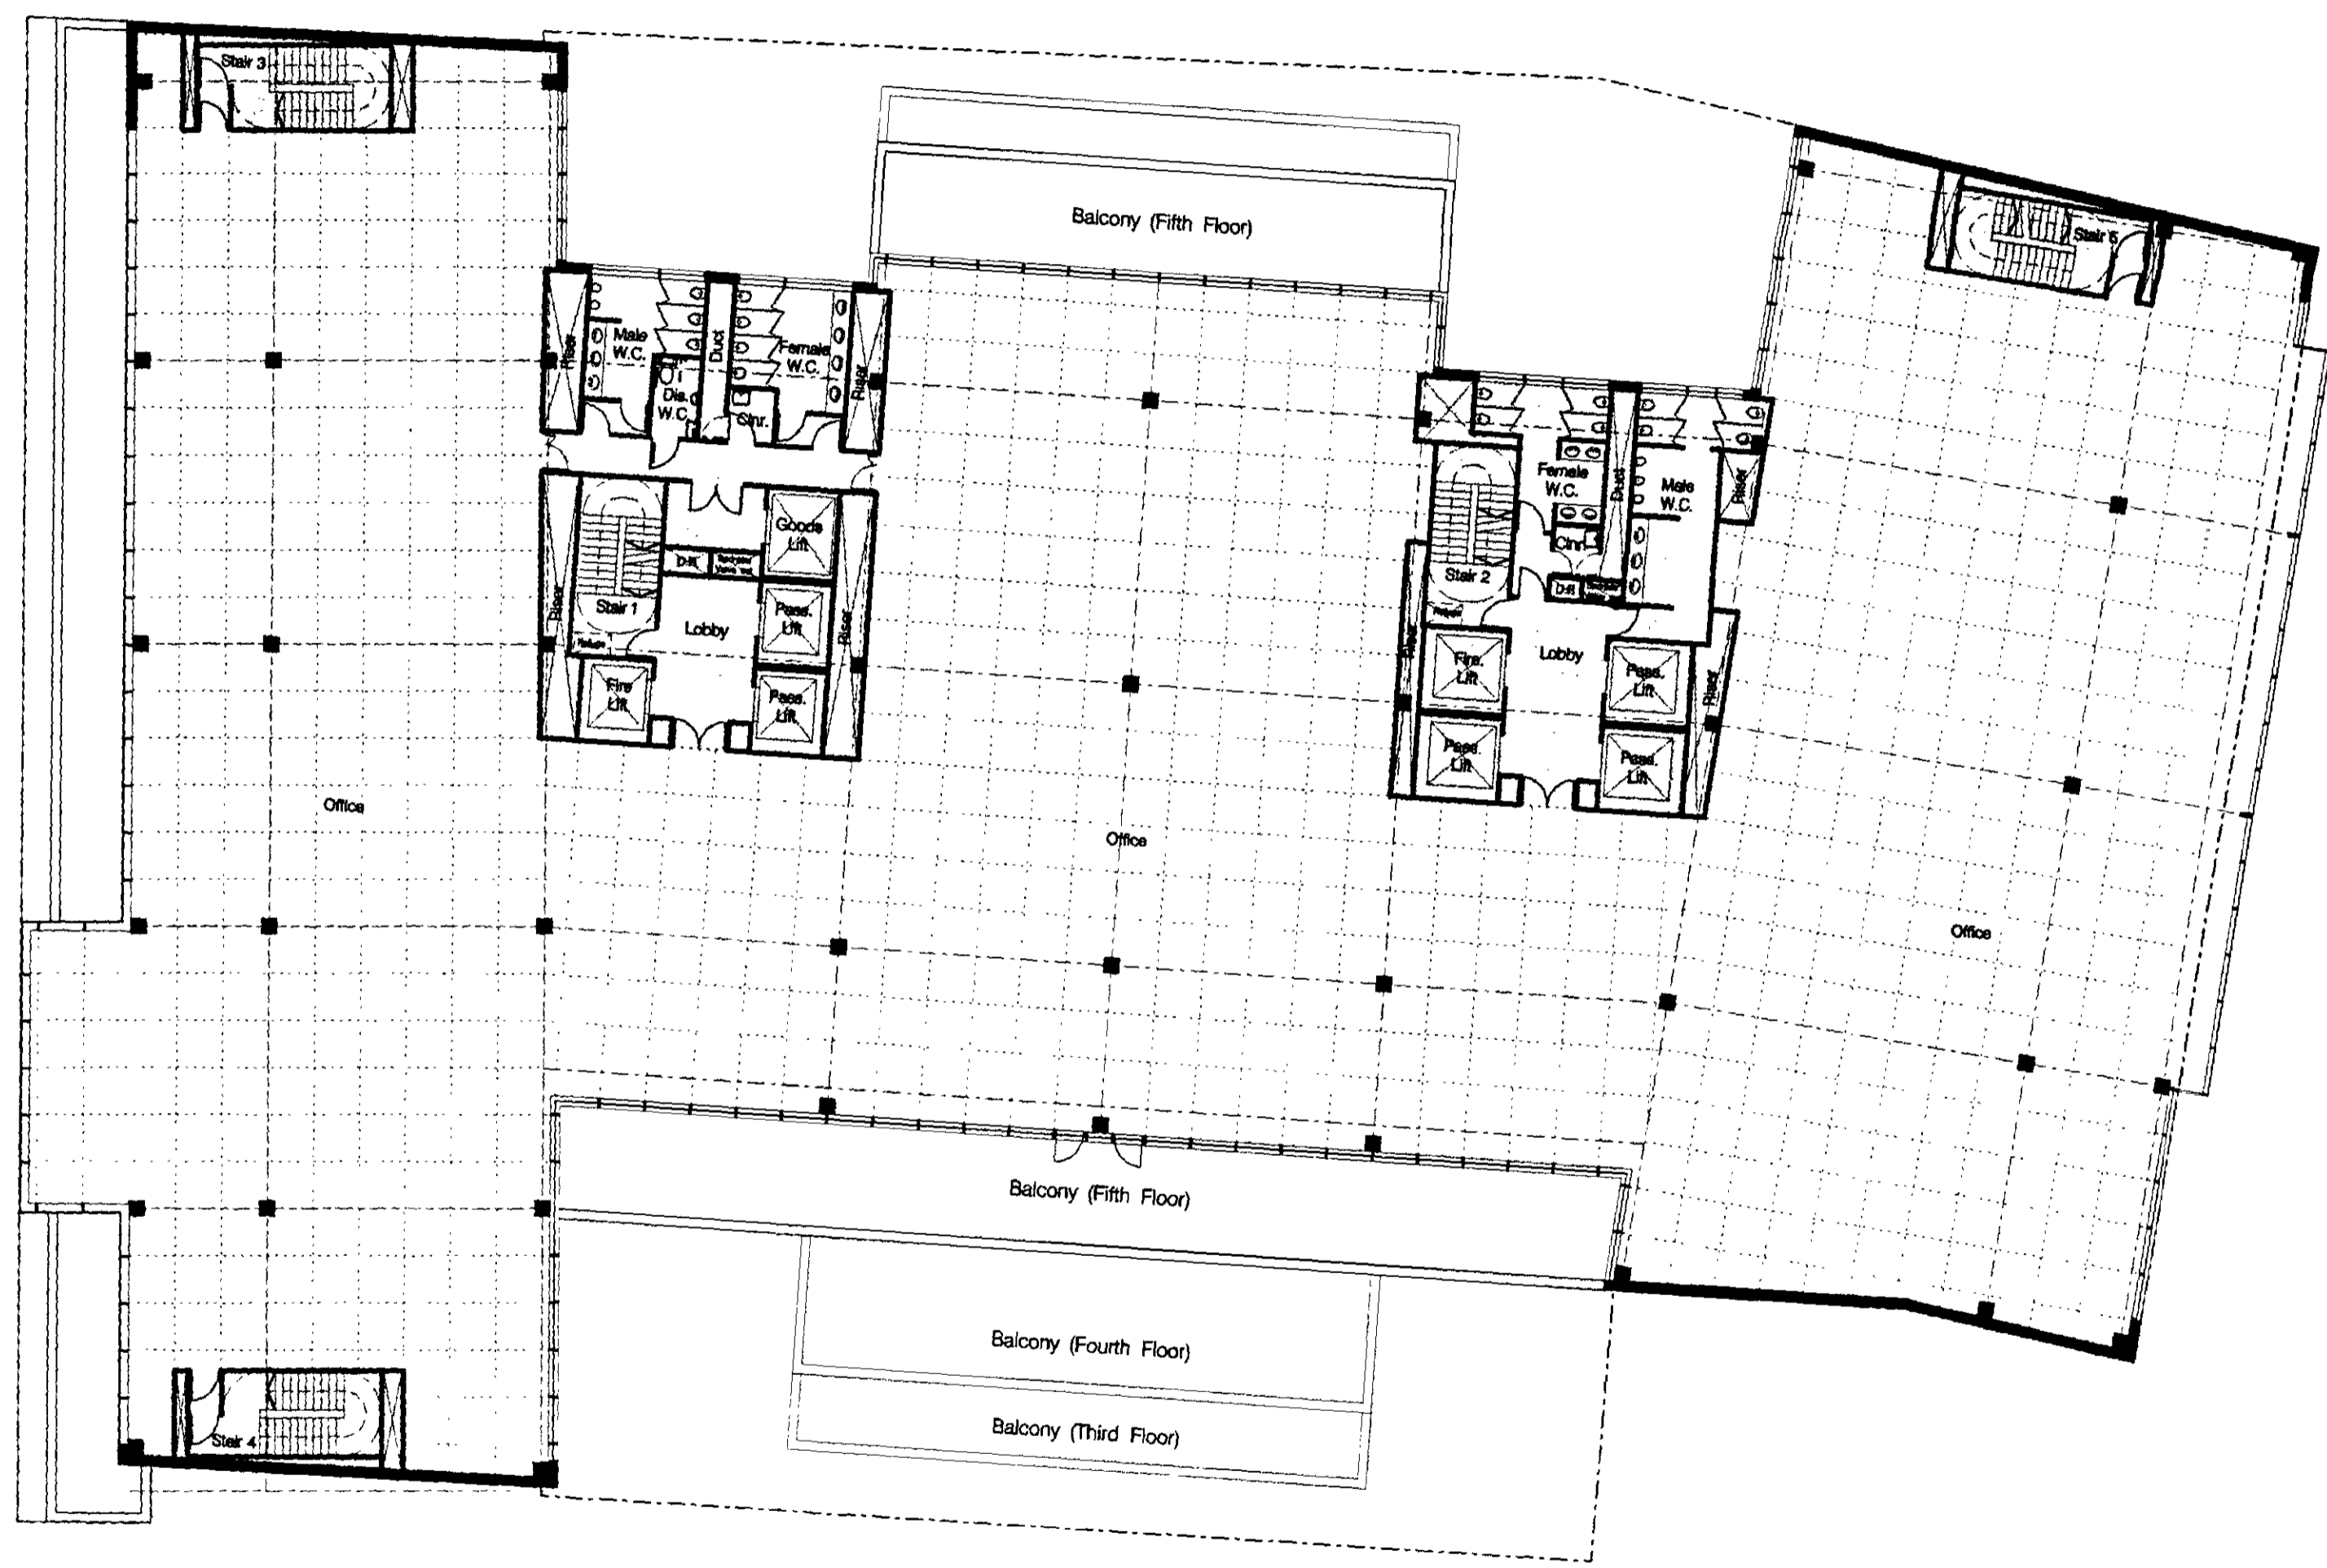 Stair 3
Balcony (Fifth Floor)
Stair 5
Riser
Male
W.C.
Duct
Female
W.C.
Riser
Dis.
W.C.
Clnr.
Female
W.C.
Duct
Male
W.C.
Riser
Goods
Lift
Clnr.
D.R.
D.R.
Riser
Stair 1
Lobby
Pass.
Lift
Riser
Stair 2
Riser
Fire
Lift
Pass.
Lift
Fire.
Lift
Lobby
Pass.
Lift
Riser
Pass.
Lift
Pass.
Lift
Office
Office
Office
Balcony (Fifth Floor)
Balcony (Fourth Floor)
Balcony (Third Floor)
Stair 4